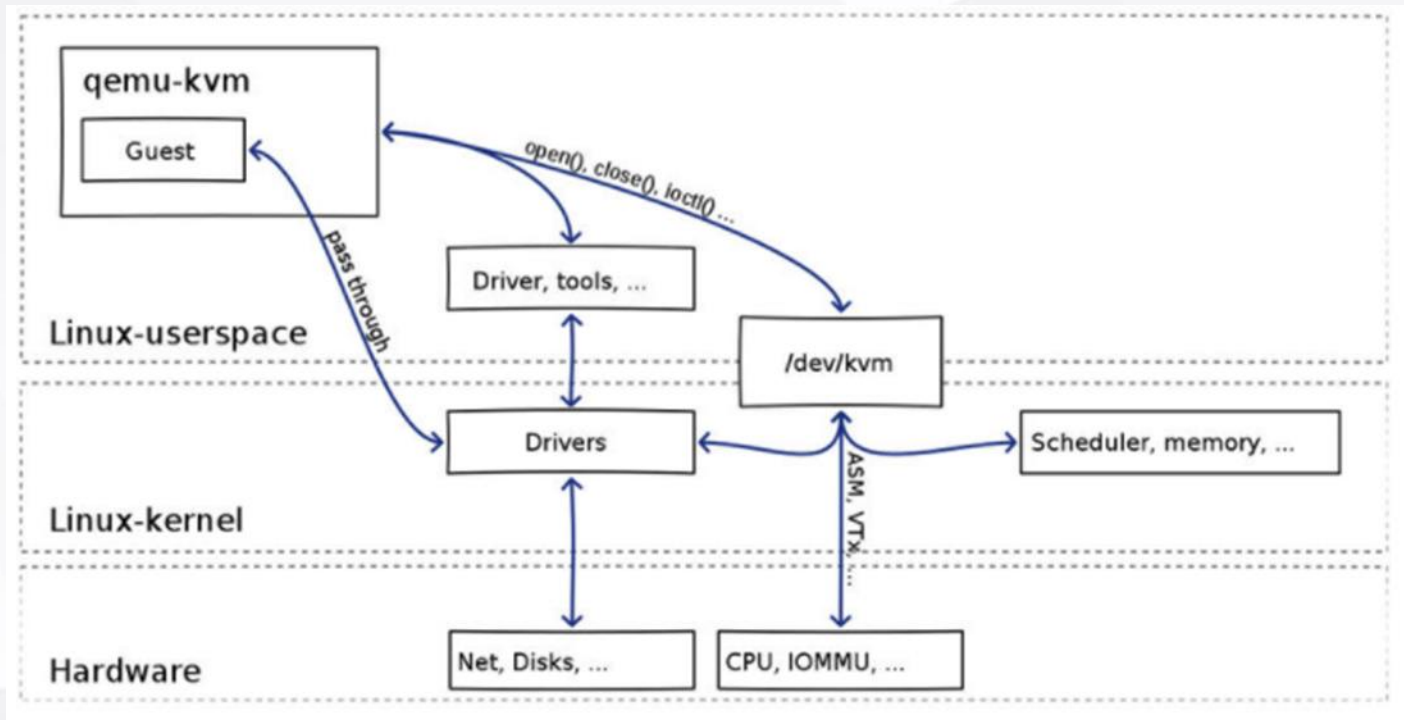 qemu-kvm
Guest
open(), close(), ioctl() ...
pass through
Driver, tools, ...
Linux-userspace
/dev/kvm
Drivers
Scheduler, memory, ...
ASM, VTx, ...
Linux-kernel
Net, Disks, ...
CPU, IOMMU, ...
Hardware